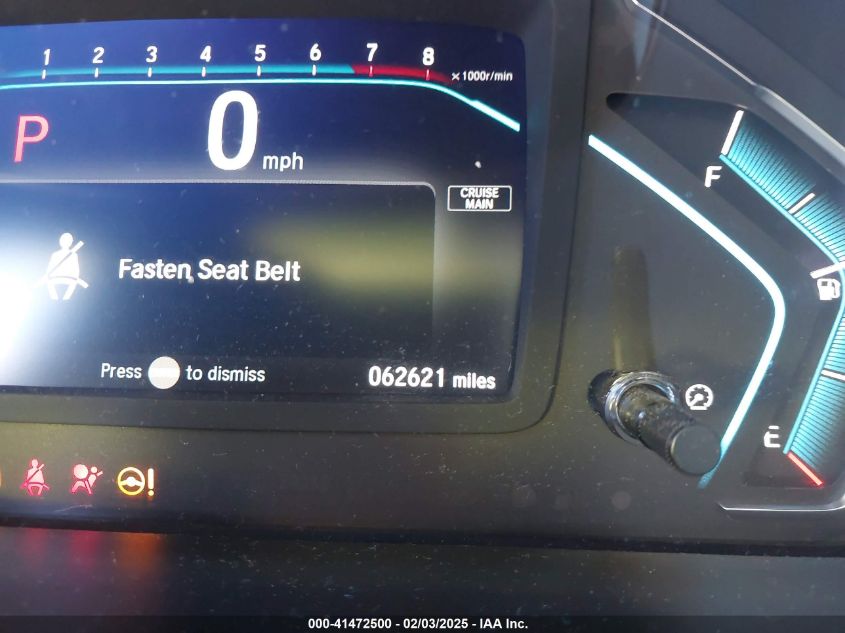 1 2 3 4 5 6 7 8
x 1000r/min
P
0 mph
CRUISE
MAIN
F
Fasten Seat Belt
Press to dismiss
062621 miles
E
000-41472500 - 02/03/2025 - IAA Inc.